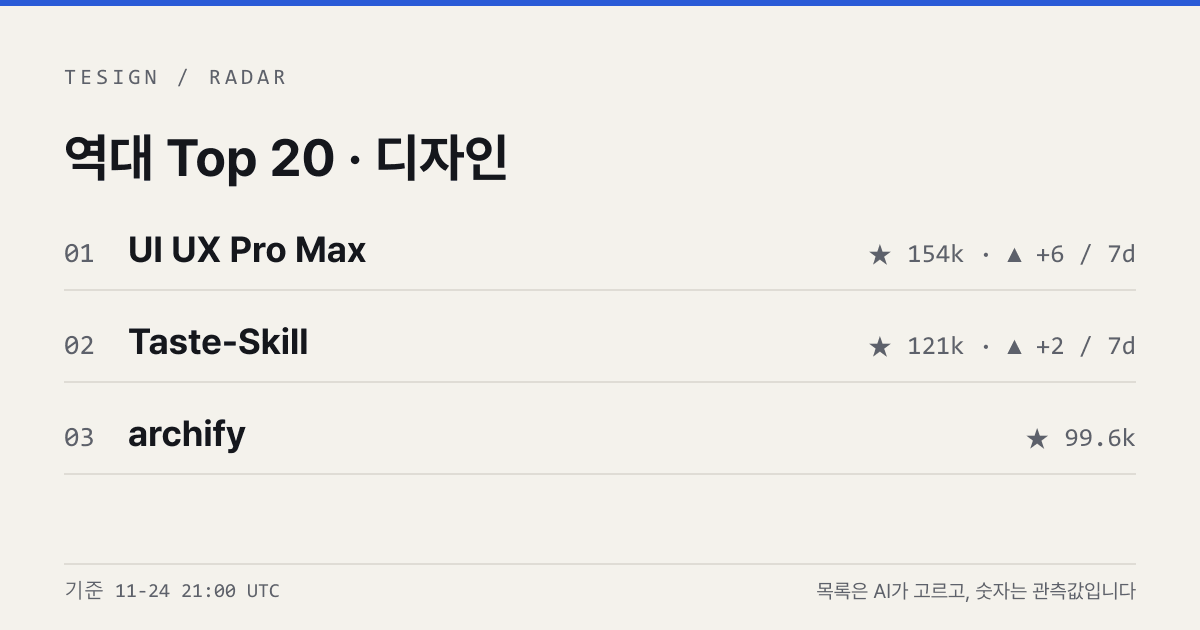 TESIGN / RADAR
역대 Top 20 · 디자인
01 UI UX Pro Max ★ 154k · ▲ +6 / 7d
02 Taste-Skill ★ 121k · ▲ +2 / 7d
03 archify ★ 99.6k
기준 11-24 21:00 UTC 목록은 AI가 고르고, 숫자는 관측값입니다